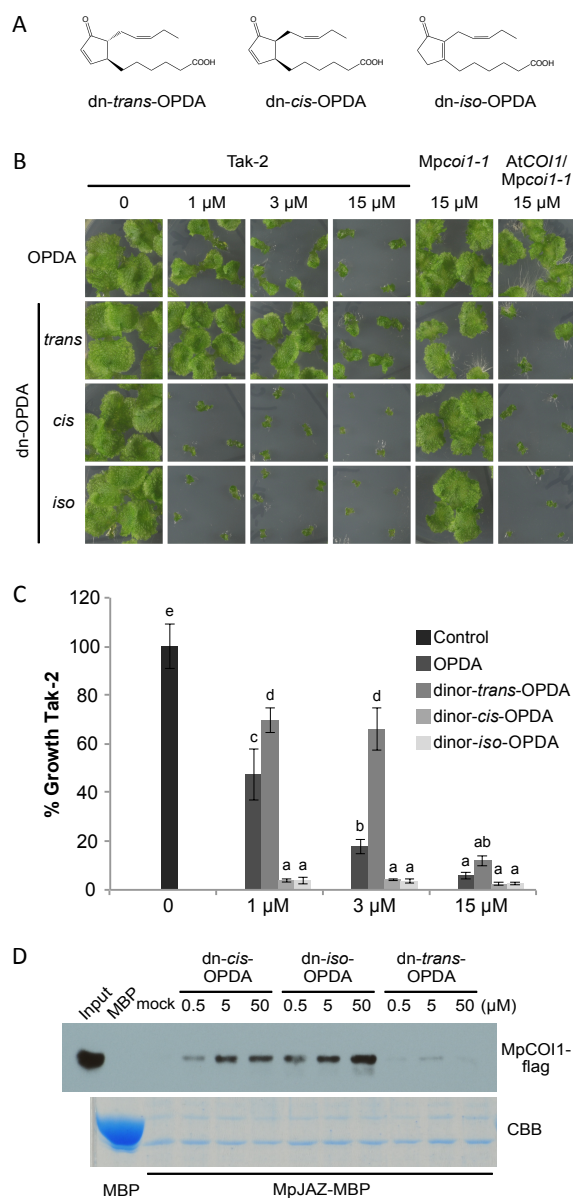 A
O
COOH
O
COOH
O
COOH
dn-trans-OPDA
dn-cis-OPDA
dn-iso-OPDA
B
Tak-2
Mpcoi1-1
AtCOI1/
Mpcoi1-1
0
1 µM
3 µM
15 µM
15 µM
15 µM
OPDA
dn-OPDA
trans
cis
iso
C
% Growth Tak-2
120
100
80
60
40
20
0
e
c
d
a
a
b
d
a
a
a
ab
a
a
0
1 µM
3 µM
15 µM
Control
OPDA
dinor-trans-OPDA
dinor-cis-OPDA
dinor-iso-OPDA
D
dn-cis-
OPDA
dn-iso-
OPDA
dn-trans-
OPDA
Input
MBP
mock
0.5 5 50
0.5 5 50
0.5 5 50 (µM)
MpCOI1-
flag
CBB
MBP
MpJAZ-MBP